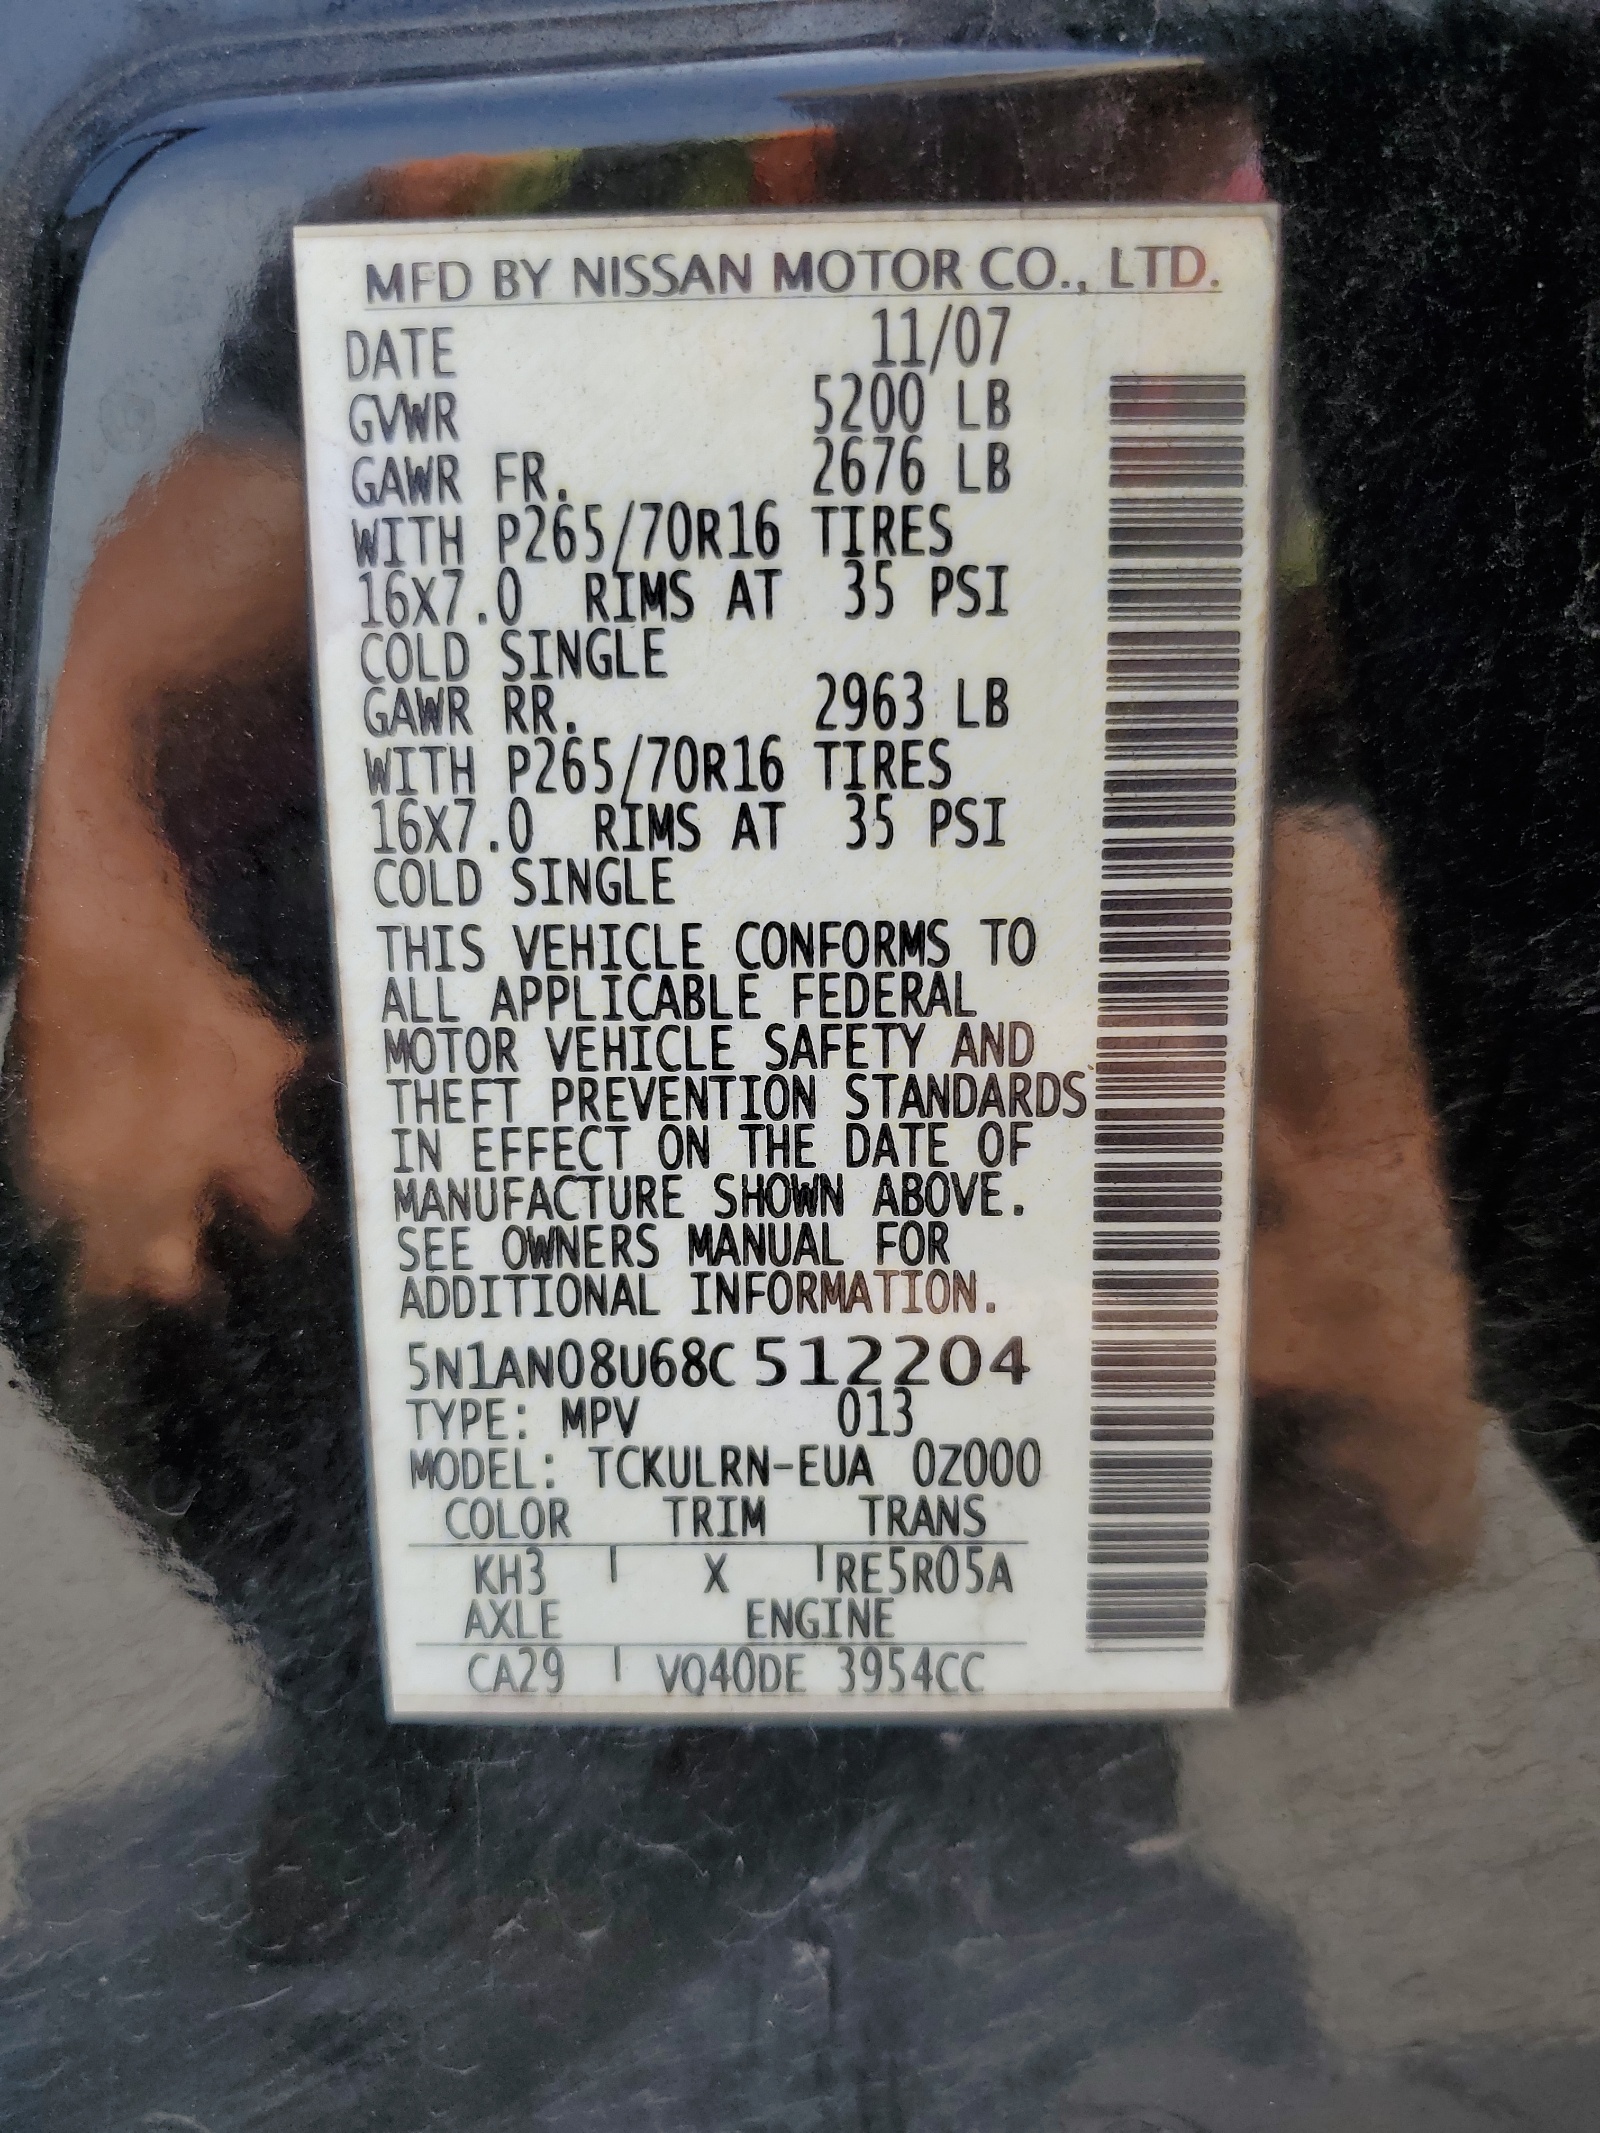 MFD BY NISSAN MOTOR CO., LTD.
DATE 11/07
GVWR 5200 LB
GAWR FR. 2676 LB
WITH P265/70R16 TIRES
16X7.0 RIMS AT 35 PSI
COLD SINGLE
GAWR RR. 2963 LB
WITH P265/70R16 TIRES
16X7.0 RIMS AT 35 PSI
COLD SINGLE
THIS VEHICLE CONFORMS TO
ALL APPLICABLE FEDERAL
MOTOR VEHICLE SAFETY AND
THEFT PREVENTION STANDARDS
IN EFFECT ON THE DATE OF
MANUFACTURE SHOWN ABOVE.
SEE OWNERS MANUAL FOR
ADDITIONAL INFORMATION.
5N1AN08U68C 512204
TYPE: MPV 013
MODEL: TCKULRN-EUA 0Z000
COLOR TRIM TRANS
KH3 X RE5R05A
AXLE ENGINE
CA29 VQ40DE 3954CC